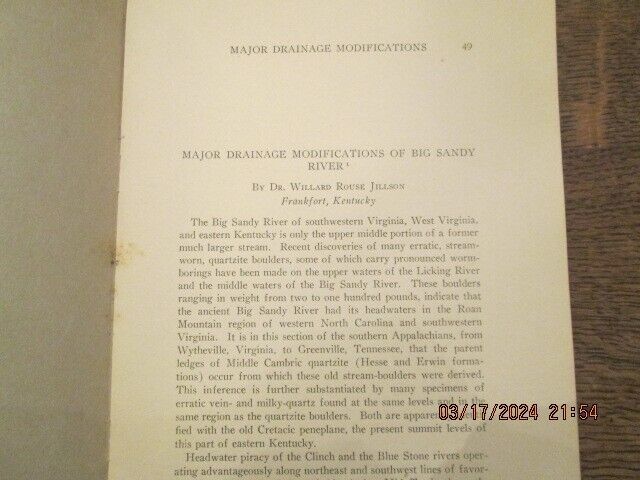 MAJOR DRAINAGE MODIFICATIONS 49
MAJOR DRAINAGE MODIFICATIONS OF BIG SANDY
RIVER ¹
By Dr. Willard Rouse Jillson
Frankfort, Kentucky
The Big Sandy River of southwestern Virginia, West Virginia,
and eastern Kentucky is only the upper middle portion of a former
much larger stream. Recent discoveries of many erratic, stream-
worn, quartzite boulders, some of which carry pronounced worm-
borings have been made on the upper waters of the Licking River
and the middle waters of the Big Sandy River. These boulders
ranging in weight from two to one hundred pounds, indicate that
the ancient Big Sandy River had its headwaters in the Roan
Mountain region of western North Carolina and southwestern
Virginia. It is in this section of the southern Appalachians, from
Wytheville, Virginia, to Greenville, Tennessee, that the parent
ledges of Middle Cambric quartzite (Hesse and Erwin forma-
tions) occur from which these old stream-boulders were derived.
This inference is further substantiated by many specimens of
erratic vein- and milky-quartz found at the same levels and in the
same region as the quartzite boulders. Both are
fied with the old Cretacic peneplane, the present summit levels of
this part of eastern Kentucky.
Headwater piracy of the Clinch and the Blue Stone rivers oper-
ating advantageously along northeast and southwest lines of favor-
03/17/2024 21:54